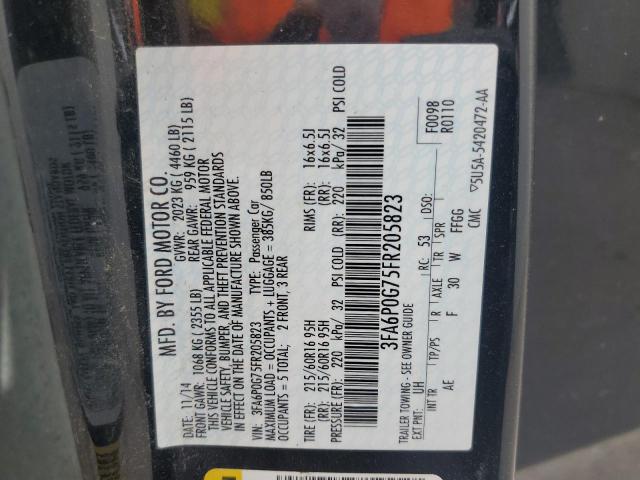 MFD. BY FORD MOTOR CO.
DATE: 11/14 GVWR: 2023 KG ( 4460 LB)
FRONT GAWR: 1068 KG ( 2355 LB) REAR GAWR: 959 KG ( 2115 LB)
THIS VEHICLE CONFORMS TO ALL APPLICABLE FEDERAL MOTOR
VEHICLE SAFETY, BUMPER, AND THEFT PREVENTION STANDARDS
IN EFFECT ON THE DATE OF MANUFACTURE SHOWN ABOVE.
VIN: 3FA6P0G75FR205823 TYPE: Passenger Car
MAXIMUM LOAD = OCCUPANTS + LUGGAGE = 385KG/ 850LB
OCCUPANTS = 5 TOTAL; 2 FRONT, 3 REAR
TIRE (FR): 215/60R16 95H RIMS (FR): 16x6.5J
(RR): 215/60R16 95H (RR): 16x6.5J
PRESSURE (FR): 220 kPa/ 32 PSI COLD (RR): 220 kPa/ 32 PSI COLD
3FA6P0G75FR205823
TRAILER TOWING - SEE OWNER GUIDE
F0098
R0110
EXT PNT: UH RC: 53 DSO:
INT TR TP/PS R AXLE TR SPR
AE F 30 W FFGG
CMC ▽5U5A-5420472-AA